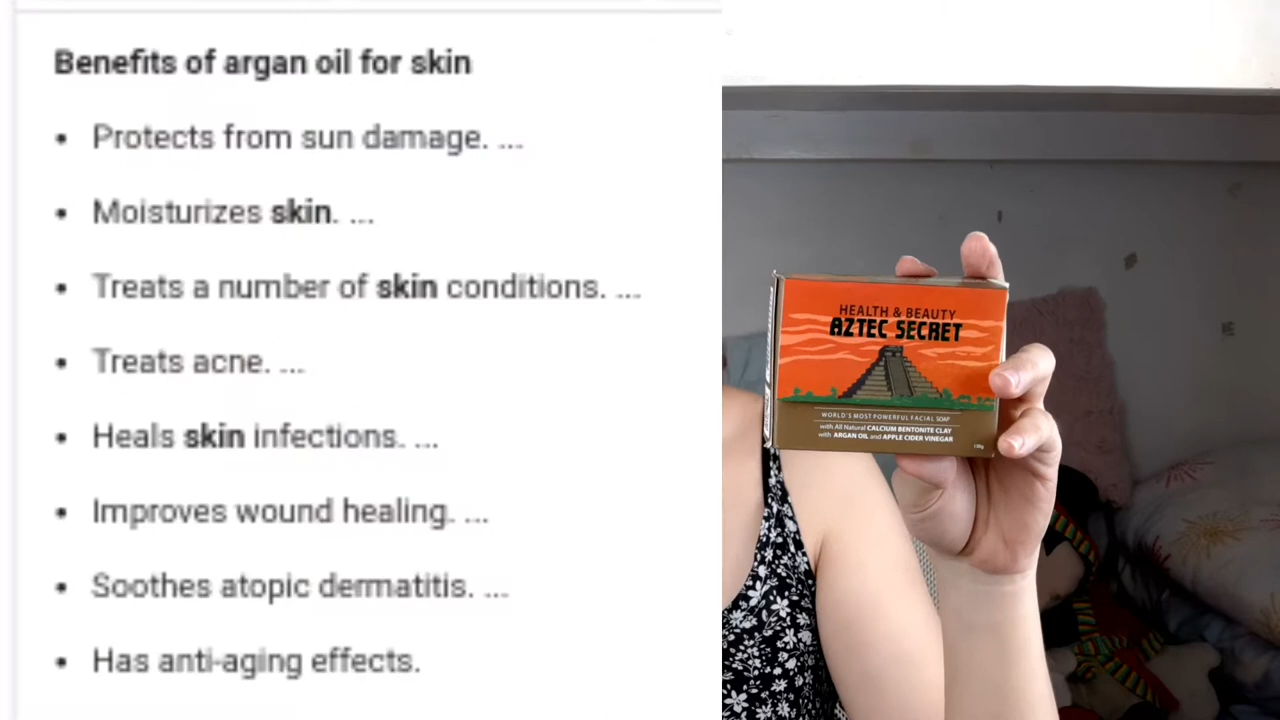 Benefits of argan oil for skin
• Protects from sun damage. ...
• Moisturizes skin. ...
• Treats a number of skin conditions. ...
• Treats acne. ...
• Heals skin infections. ...
• Improves wound healing. ...
• Soothes atopic dermatitis. ...
• Has anti-aging effects.
HEALTH & BEAUTY
AZTEC SECRET
WORLD'S MOST POWERFUL FACIAL SOAP
with All Natural CALCIUM BENTONITE CLAY
with ARGAN OIL and APPLE CIDER VINEGAR